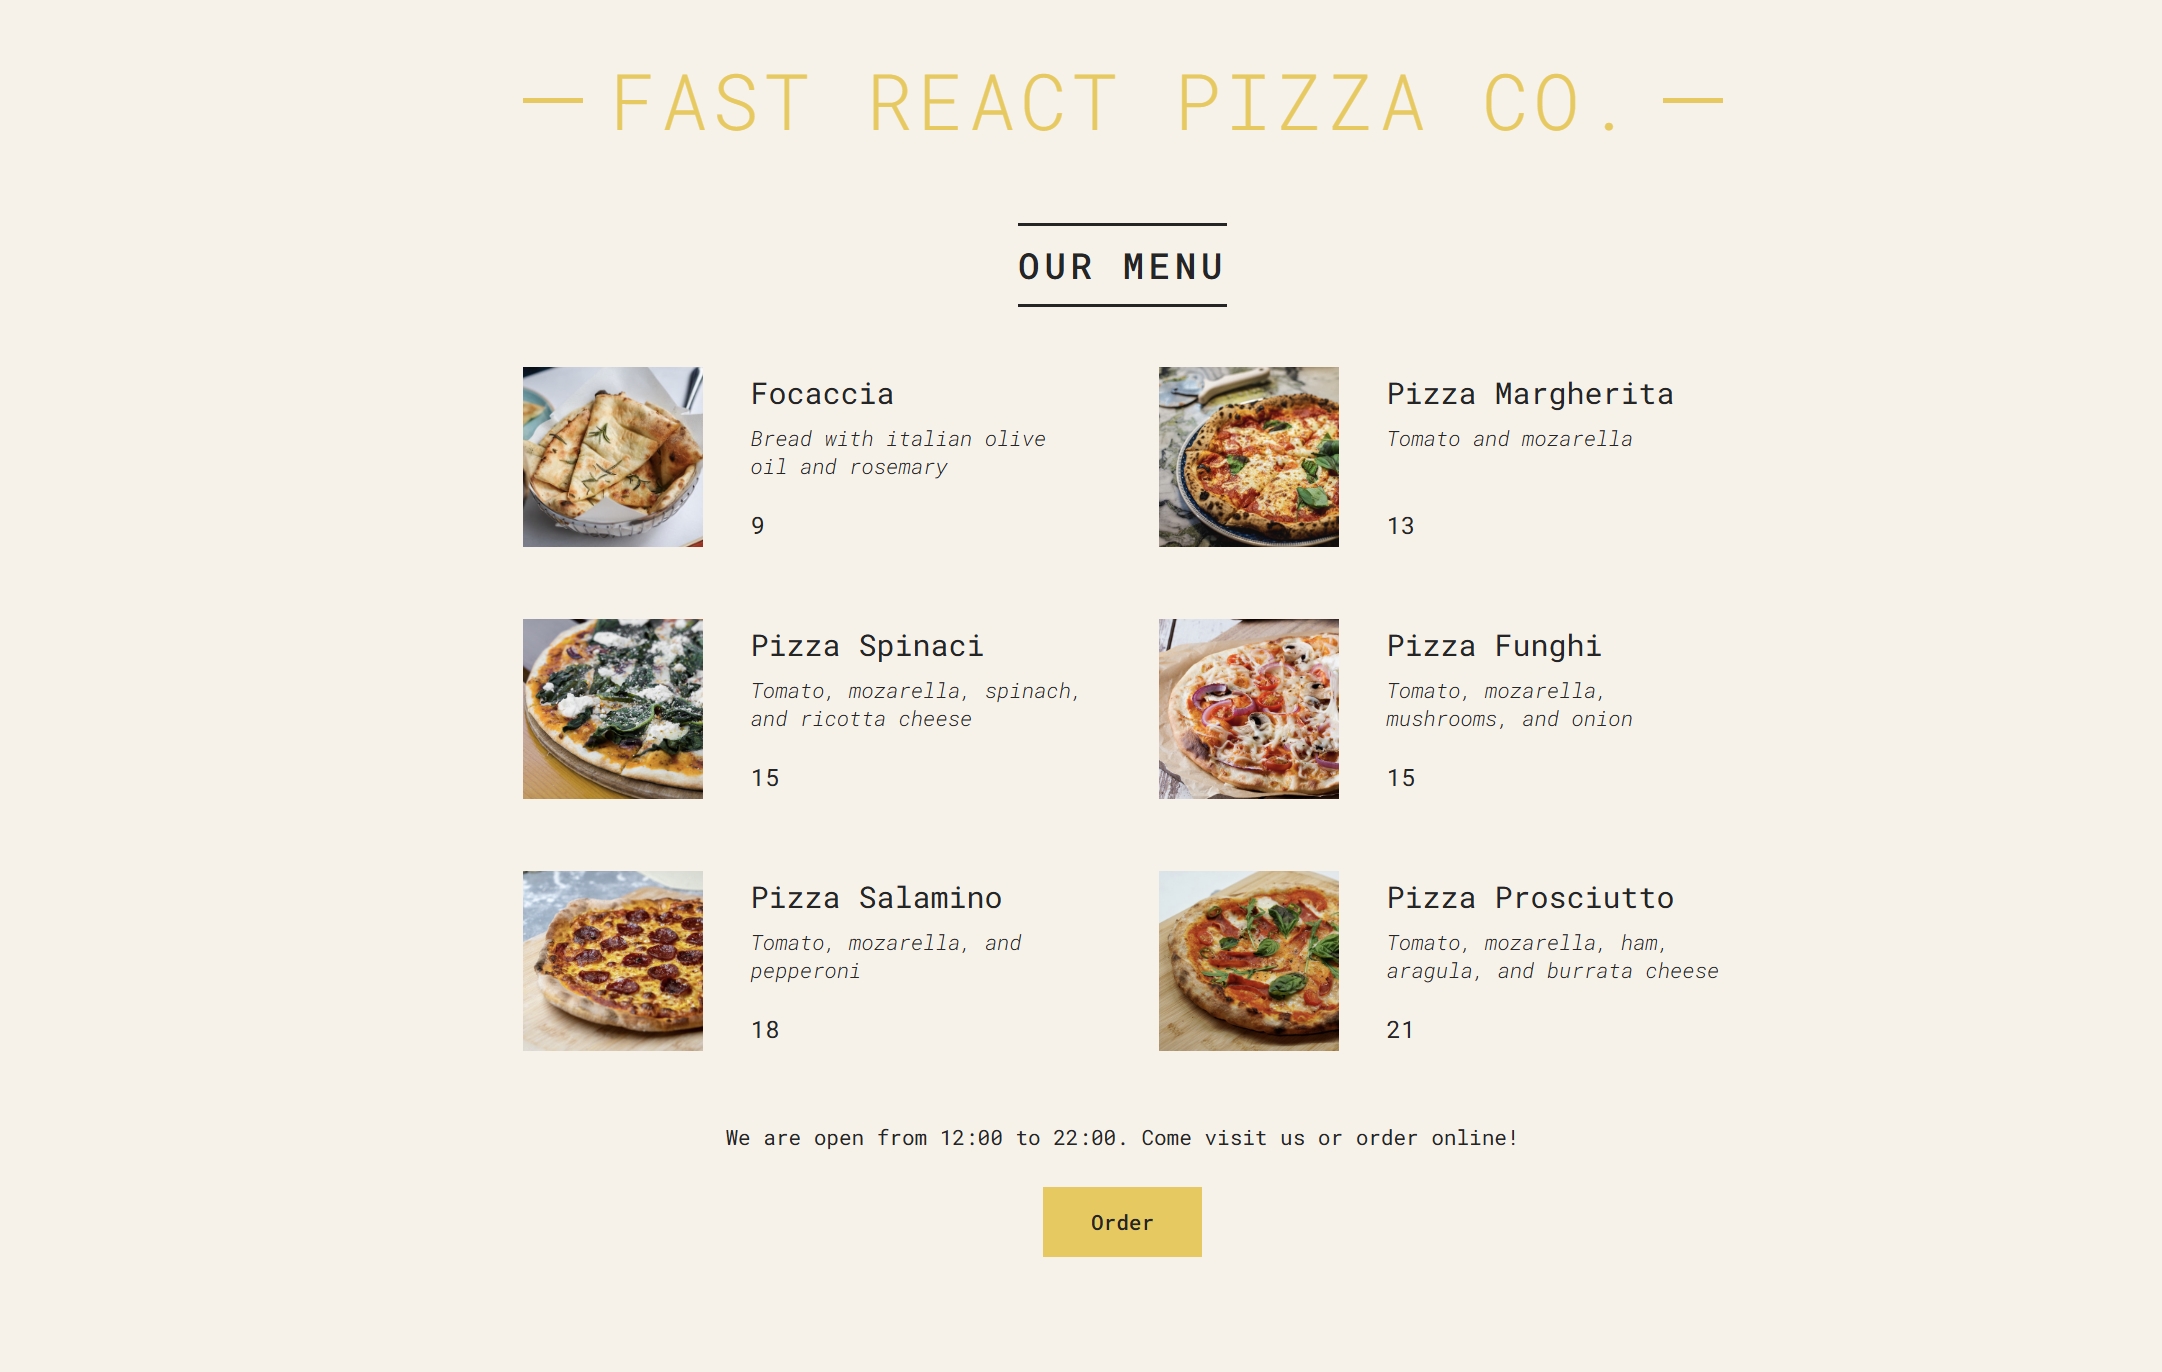 FAST REACT PIZZA CO.
OUR MENU
Focaccia
Bread with italian olive
oil and rosemary
9
Pizza Margherita
Tomato and mozarella
13
Pizza Spinaci
Tomato, mozarella, spinach,
and ricotta cheese
15
Pizza Funghi
Tomato, mozarella,
mushrooms, and onion
15
Pizza Salamino
Tomato, mozarella, and
pepperoni
18
Pizza Prosciutto
Tomato, mozarella, ham,
aragula, and burrata cheese
21
We are open from 12:00 to 22:00. Come visit us or order online!
Order